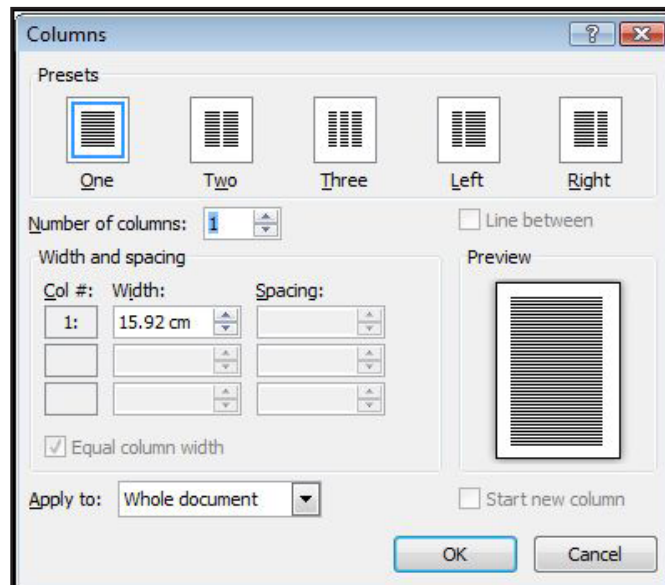 Columns
Presets
One Two Three Left Right
Number of columns: 1 Line between
Width and spacing Preview
Col #: Width: Spacing:
1: 15.92 cm
Equal column width
Apply to: Whole document Start new column
OK Cancel